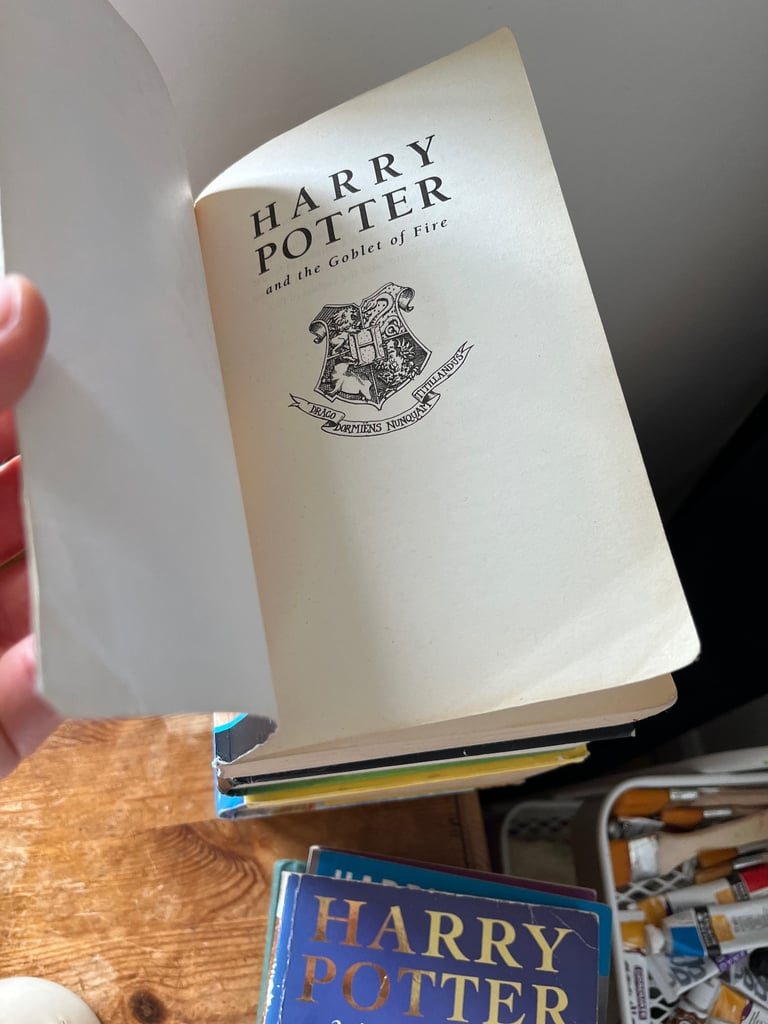 HARRY
POTTER
and the Goblet of Fire
H
DRACO
DORMIENS NUNQUAM
TITILLANDUS
HARRY
POTTER